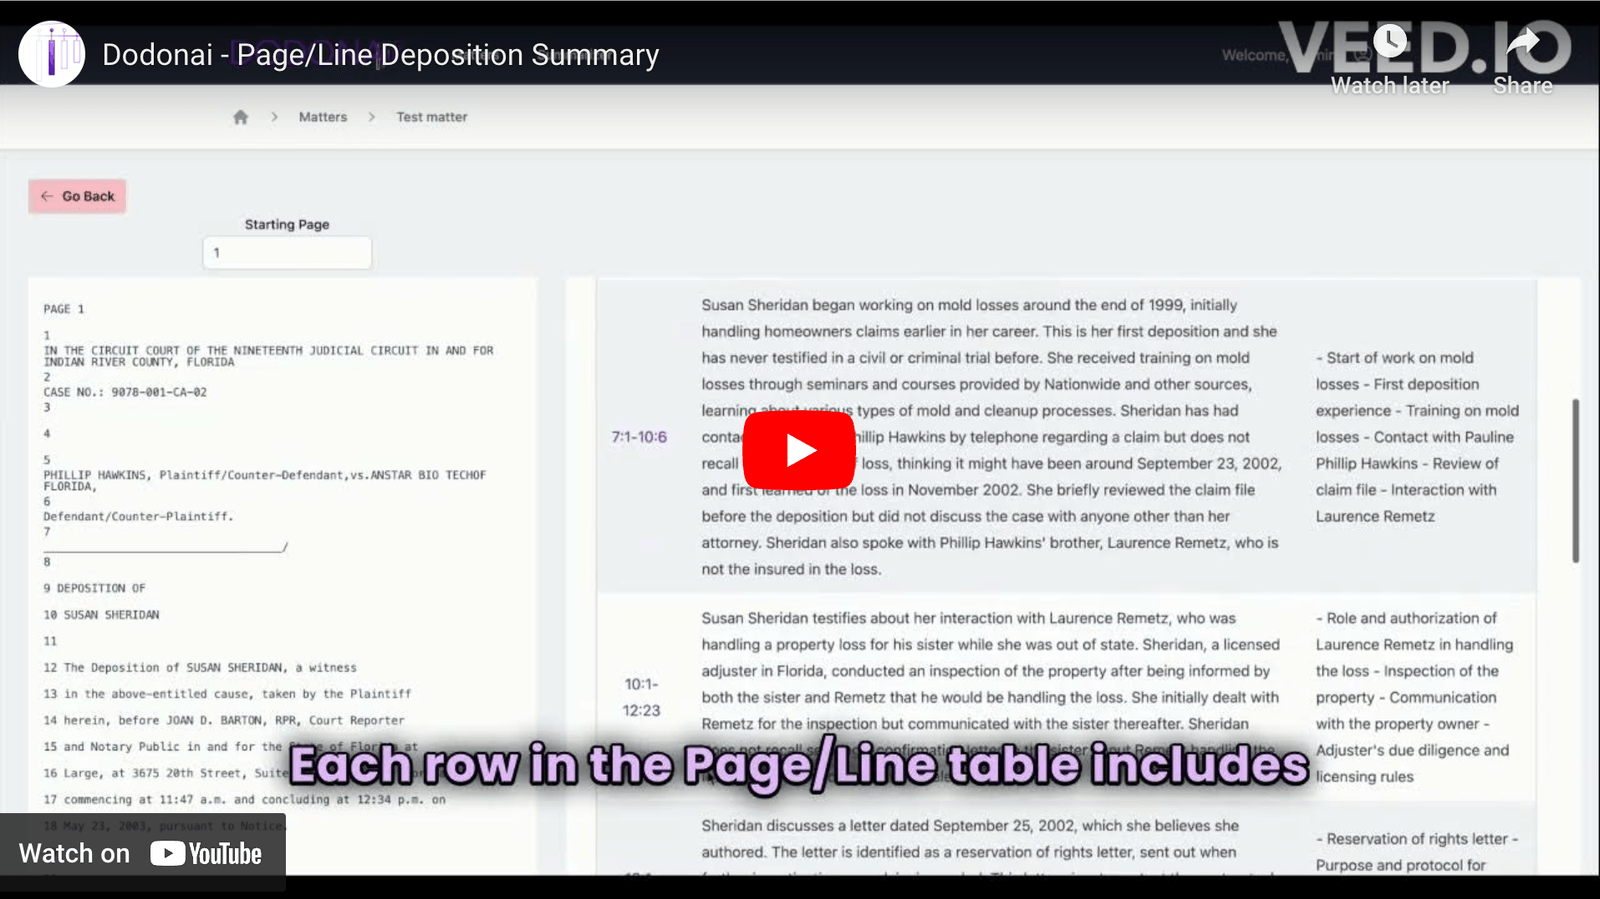 Dodonai - Page/Line Deposition Summary
VEED.IO
Welcome,
Watch later
Share
Matters
Test matter
Go Back
Starting Page
1
PAGE 1
1
IN THE CIRCUIT COURT OF THE NINETEENTH JUDICIAL CIRCUIT IN AND FOR
INDIAN RIVER COUNTY, FLORIDA
2
CASE NO.: 9078-001-CA-02
3
4
5
PHILLIP HAWKINS, Plaintiff/Counter-Defendant,vs.ANSTAR BIO TECHOF
FLORIDA,
6
Defendant/Counter-Plaintiff.
7
___________________________________/
8
9 DEPOSITION OF
10 SUSAN SHERIDAN
11
12 The Deposition of SUSAN SHERIDAN, a witness
13 in the above-entitled cause, taken by the Plaintiff
14 herein, before JOAN D. BARTON, RPR, Court Reporter
15 and Notary Public in and for the State of Florida at
16 Large, at 3675 20th Street, Suite
17 commencing at 11:47 a.m. and concluding at 12:34 p.m. on
18 May 23, 2003, pursuant to Notice.
7:1-10:6
Susan Sheridan began working on mold losses around the end of 1999, initially
handling homeowners claims earlier in her career. This is her first deposition and she
has never testified in a civil or criminal trial before. She received training on mold
losses through seminars and courses provided by Nationwide and other sources,
learning about various types of mold and cleanup processes. Sheridan has had
hillip Hawkins by telephone regarding a claim but does not
recall loss, thinking it might have been around September 23, 2002,
and first learned of the loss in November 2002. She briefly reviewed the claim file
before the deposition but did not discuss the case with anyone other than her
attorney. Sheridan also spoke with Phillip Hawkins' brother, Laurence Remetz, who is
not the insured in the loss.
- Start of work on mold
losses - First deposition
experience - Training on mold
losses - Contact with Pauline
Phillip Hawkins - Review of
claim file - Interaction with
Laurence Remetz
10:1-
12:23
Susan Sheridan testifies about her interaction with Laurence Remetz, who was
handling a property loss for his sister while she was out of state. Sheridan, a licensed
adjuster in Florida, conducted an inspection of the property after being informed by
both the sister and Remetz that he would be handling the loss. She initially dealt with
Remetz for the inspection but communicated with the sister thereafter. Sheridan
- Role and authorization of
Laurence Remetz in handling
the loss - Inspection of the
property - Communication
with the property owner -
Adjuster's due diligence and
licensing rules
Sheridan discusses a letter dated September 25, 2002, which she believes she
authored. The letter is identified as a reservation of rights letter, sent out when
- Reservation of rights letter -
Purpose and protocol for
Each row in the Page/Line table includes
Watch on YouTube